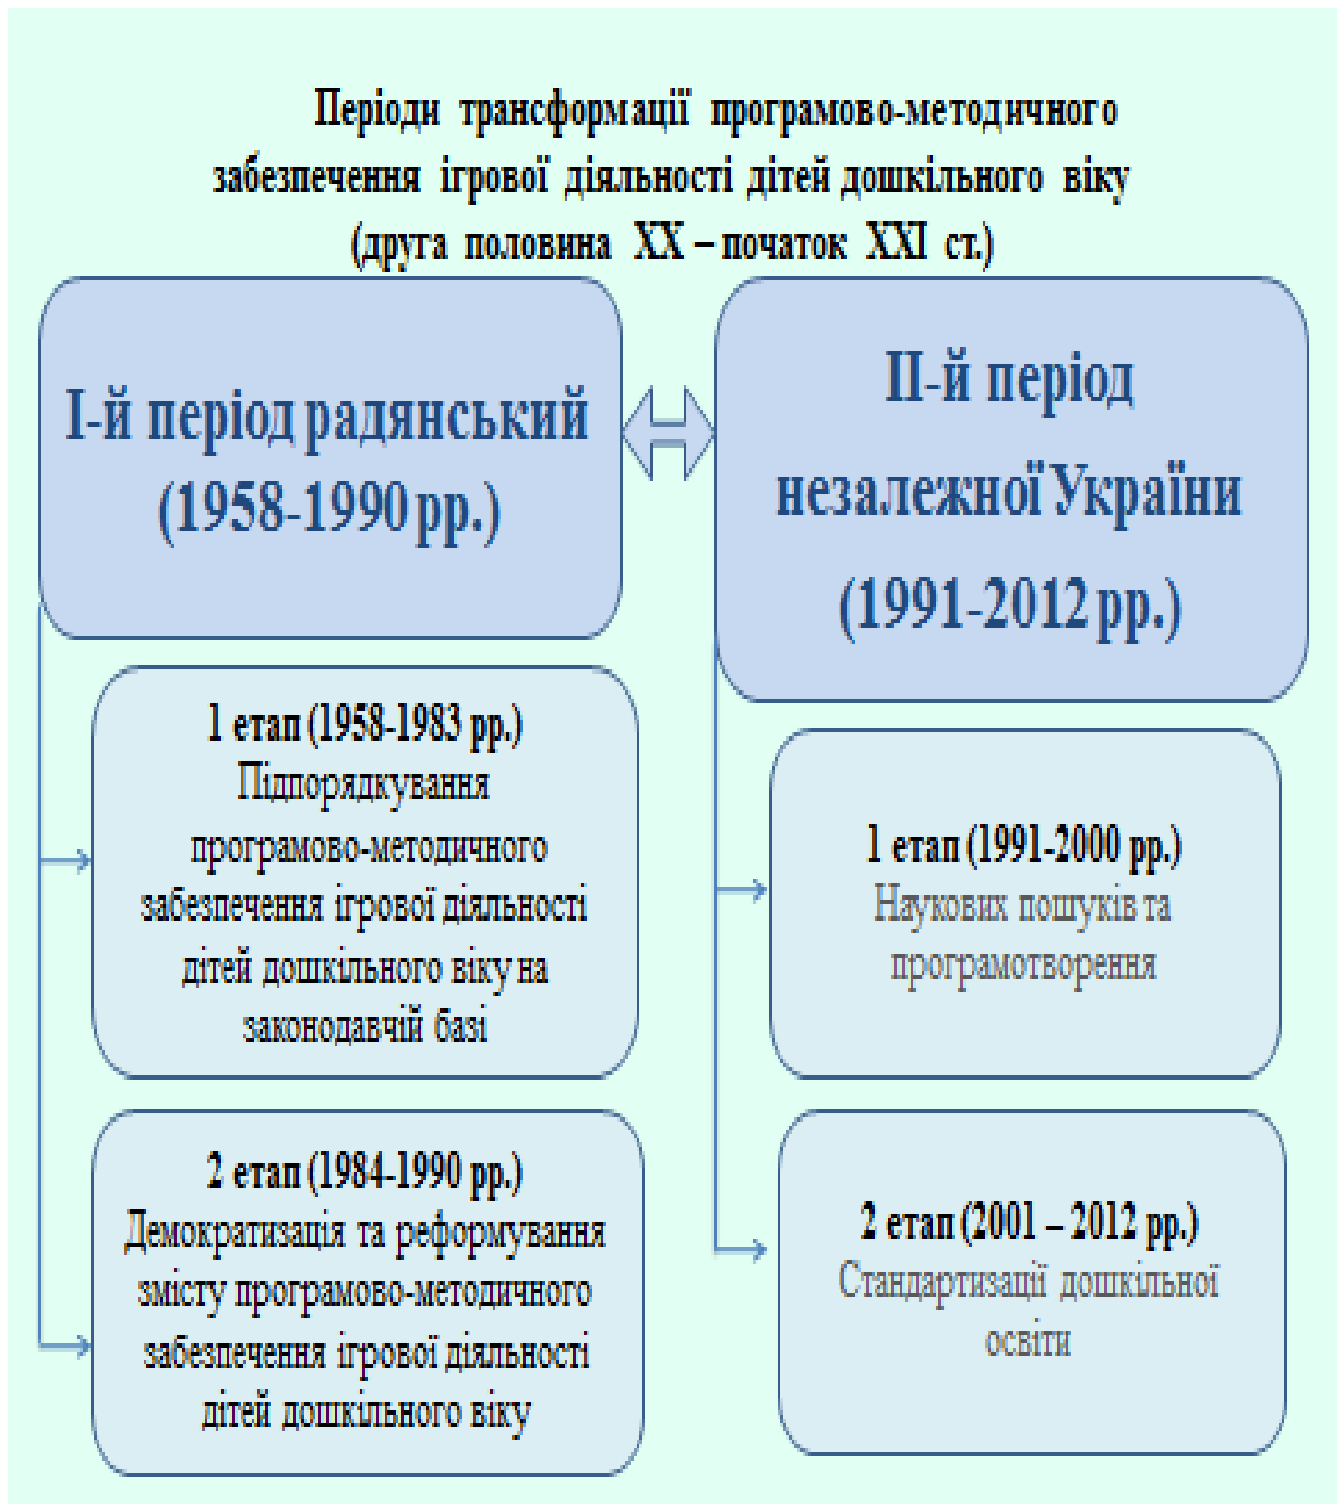 Періоди трансформації програмово-методичного
забезпечення ігрової діяльності дітей дошкільного віку
(друга половина ХХ – початок ХХІ ст.)
І-й період радянський
(1958-1990 рр.)
1 етап (1958-1983 рр.)
Підпорядкування
програмово-методичного
забезпечення ігрової діяльності
дітей дошкільного віку на
законодавчій базі
2 етап (1984-1990 рр.)
Демократизація та реформування
змісту програмово-методичного
забезпечення ігрової діяльності
дітей дошкільного віку
ІІ-й період
незалежної України
(1991-2012 рр.)
1 етап (1991-2000 рр.)
Наукових пошуків та
програмотворення
2 етап (2001 – 2012 рр.)
Стандартизації дошкільної
освіти